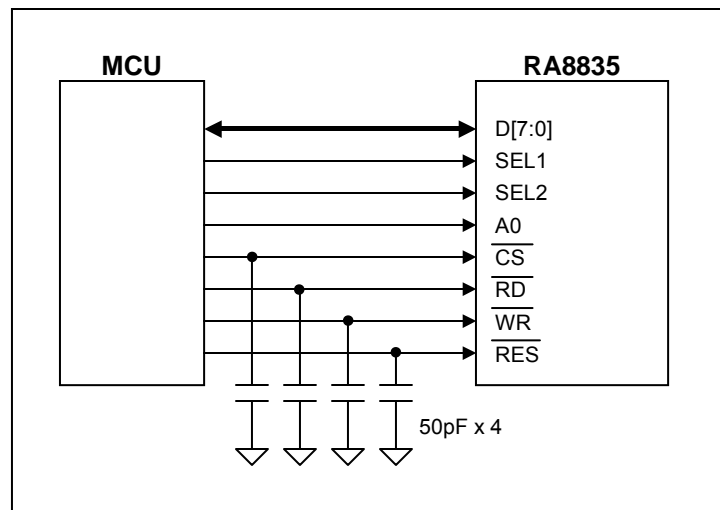 MCU
RA8835
D[7:0]
SEL1
SEL2
A0
CS
RD
WR
RES
50pF x 4